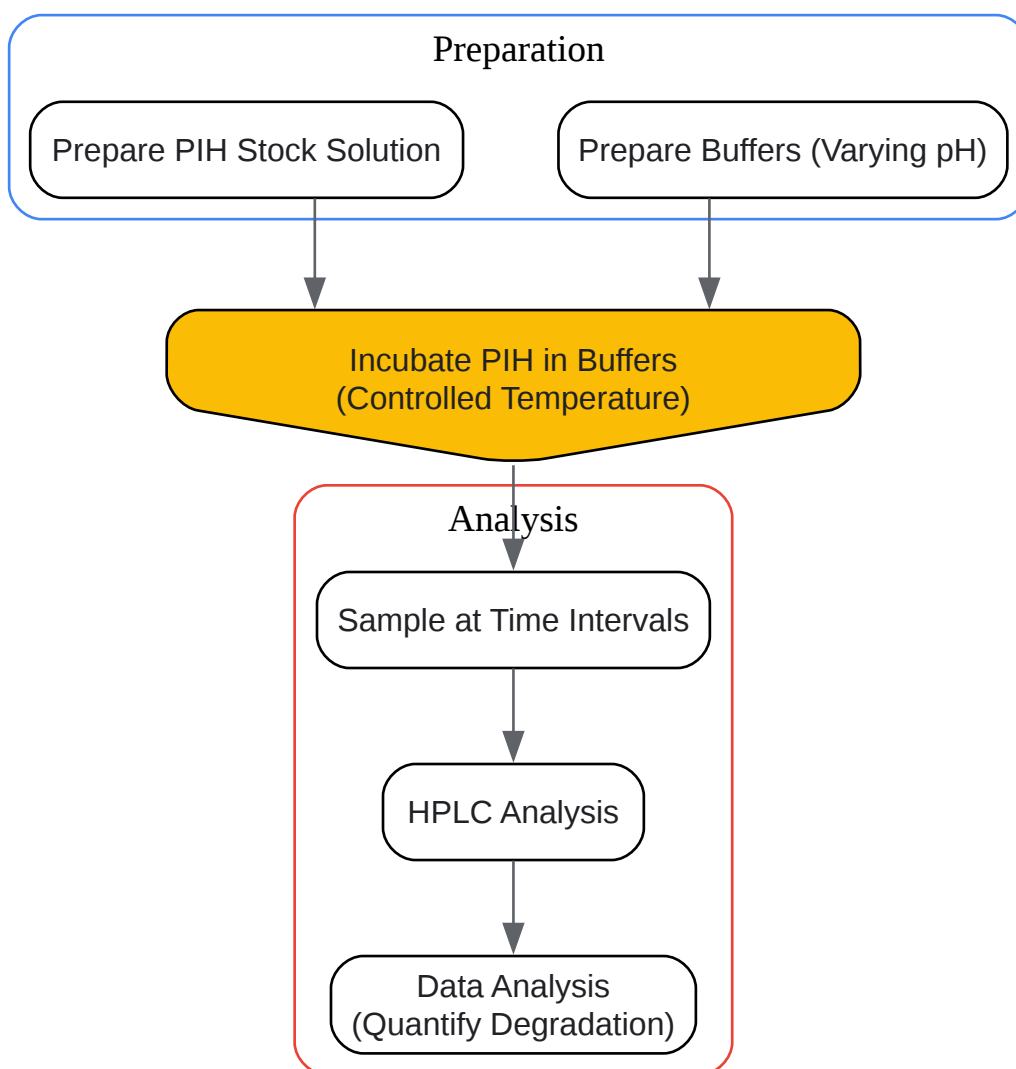 Preparation
Prepare PIH Stock Solution
Prepare Buffers (Varying pH)
Incubate PIH in Buffers
(Controlled Temperature)
Analysis
Sample at Time Intervals
HPLC Analysis
Data Analysis
(Quantify Degradation)